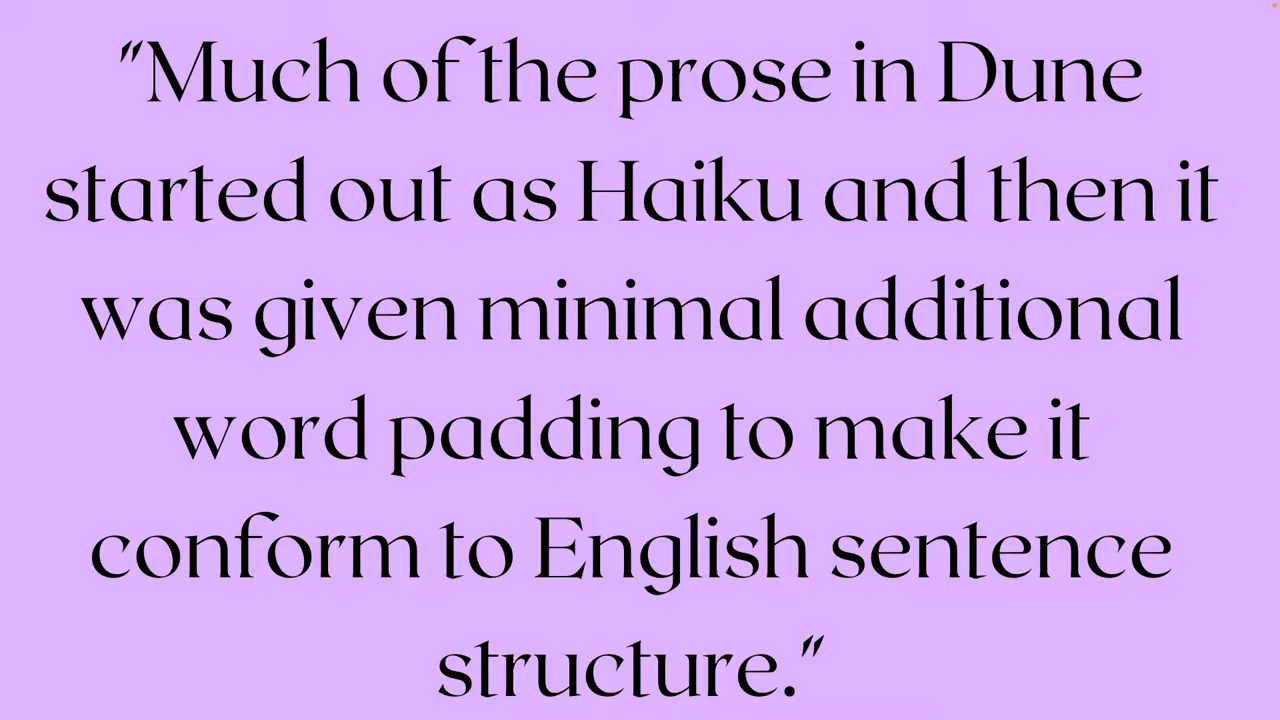 "Much of the prose in Dune
started out as Haiku and then it
was given minimal additional
word padding to make it
conform to English sentence
structure."